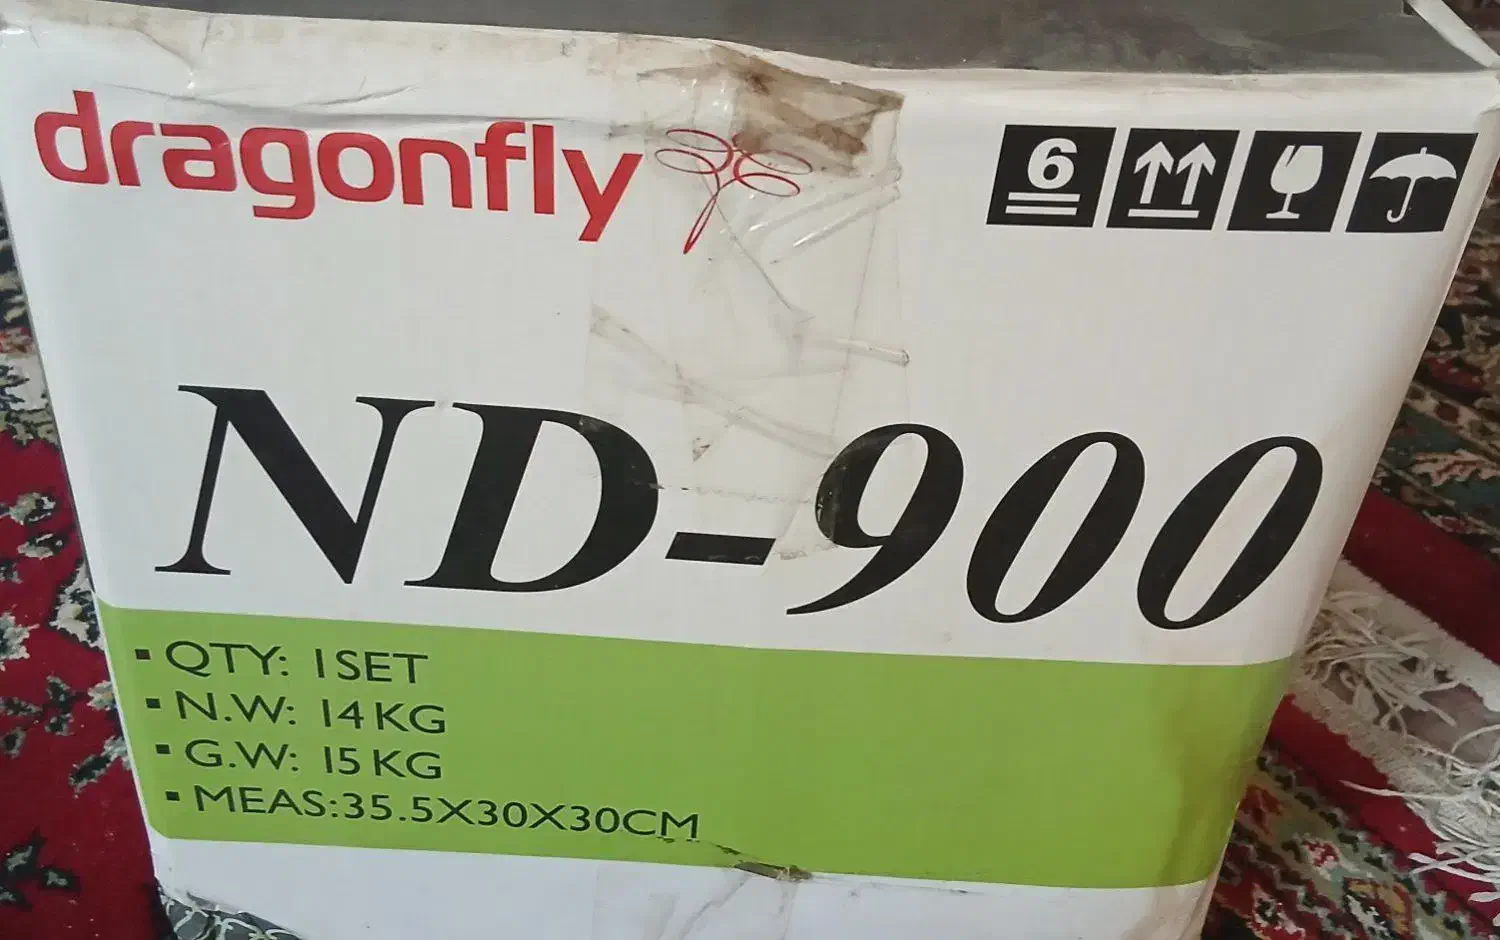 dragonfly
6
ND-900
▪ QTY: 1SET
▪ N.W: 14KG
▪ G.W: 15KG
▪ MEAS:35.5X30X30CM